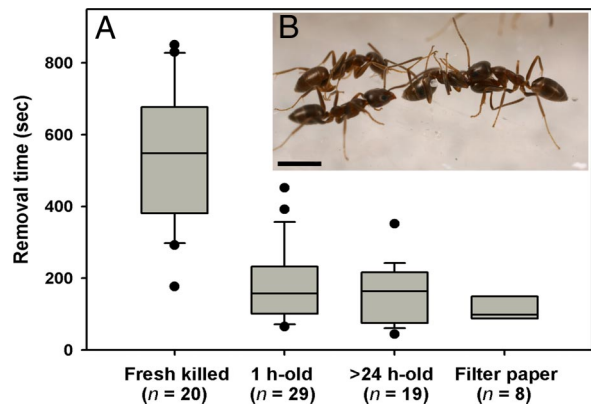 A
B
Removal time (sec)
800
600
400
200
0
Fresh killed
(n = 20)
1 h-old
(n = 29)
>24 h-old
(n = 19)
Filter paper
(n = 8)